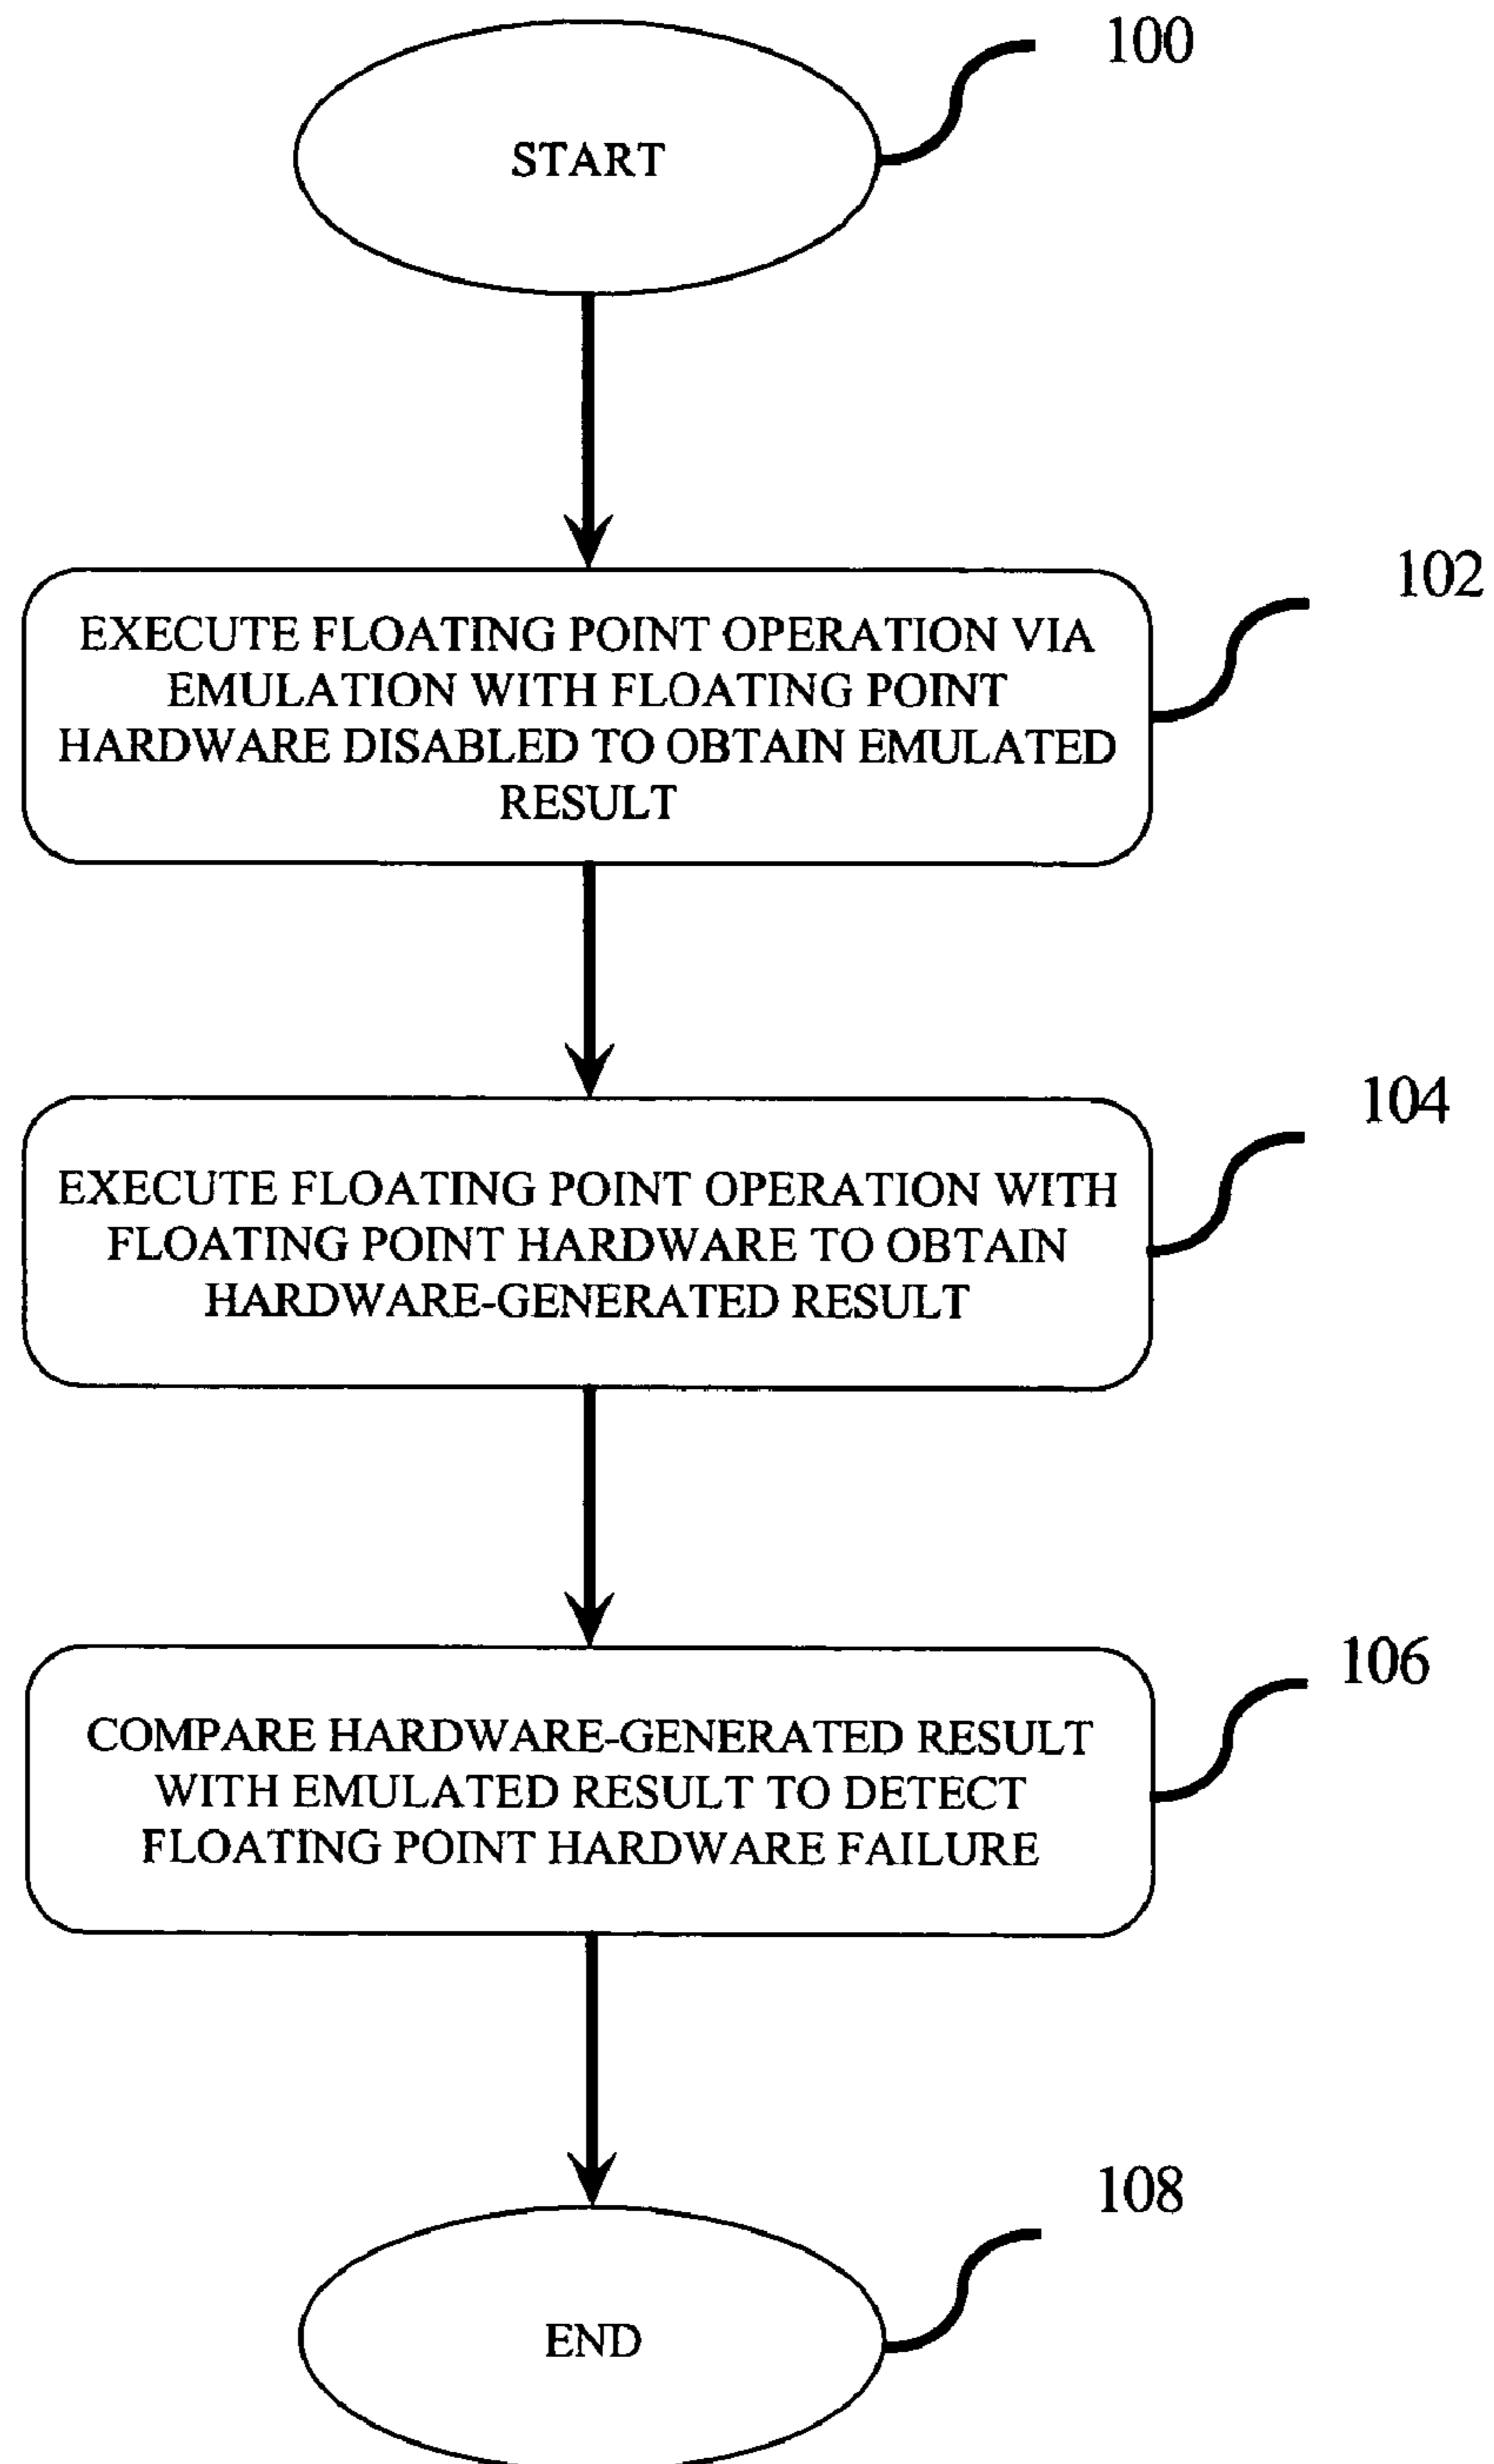 100
START
102
EXECUTE FLOATING POINT OPERATION VIA
EMULATION WITH FLOATING POINT
HARDWARE DISABLED TO OBTAIN EMULATED
RESULT
104
EXECUTE FLOATING POINT OPERATION WITH
FLOATING POINT HARDWARE TO OBTAIN
HARDWARE-GENERATED RESULT
106
COMPARE HARDWARE-GENERATED RESULT
WITH EMULATED RESULT TO DETECT
FLOATING POINT HARDWARE FAILURE
108
END